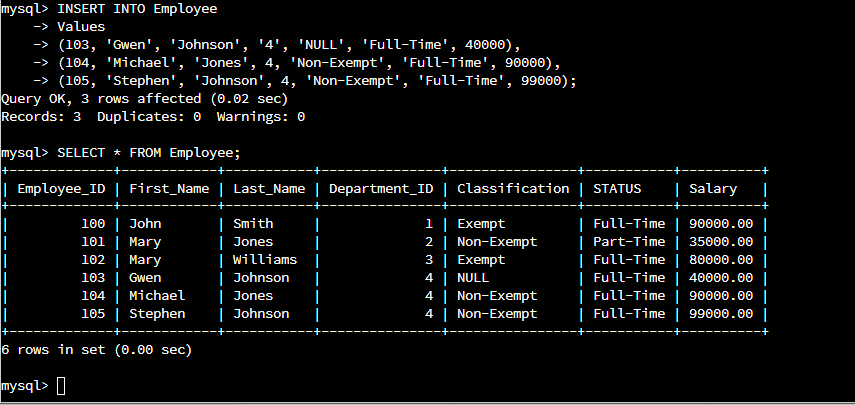 mysql> INSERT INTO Employee
    -> Values
    -> (103, 'Gwen', 'Johnson', '4', 'NULL', 'Full-Time', 40000),
    -> (104, 'Michael', 'Jones', 4, 'Non-Exempt', 'Full-Time', 90000),
    -> (105, 'Stephen', 'Johnson', 4, 'Non-Exempt', 'Full-Time', 99000);
Query OK, 3 rows affected (0.02 sec)
Records: 3  Duplicates: 0  Warnings: 0

mysql> SELECT * FROM Employee;
+-------------+------------+-----------+---------------+----------------+-----------+----------+
| Employee_ID | First_Name | Last_Name | Department_ID | Classification | STATUS    | Salary   |
+-------------+------------+-----------+---------------+----------------+-----------+----------+
|         100 | John       | Smith     |             1 | Exempt         | Full-Time | 90000.00 |
|         101 | Mary       | Jones     |             2 | Non-Exempt     | Part-Time | 35000.00 |
|         102 | Mary       | Williams  |             3 | Exempt         | Full-Time | 80000.00 |
|         103 | Gwen       | Johnson   |             4 | NULL           | Full-Time | 40000.00 |
|         104 | Michael    | Jones     |             4 | Non-Exempt     | Full-Time | 90000.00 |
|         105 | Stephen    | Johnson   |             4 | Non-Exempt     | Full-Time | 99000.00 |
+-------------+------------+-----------+---------------+----------------+-----------+----------+
6 rows in set (0.00 sec)

mysql>